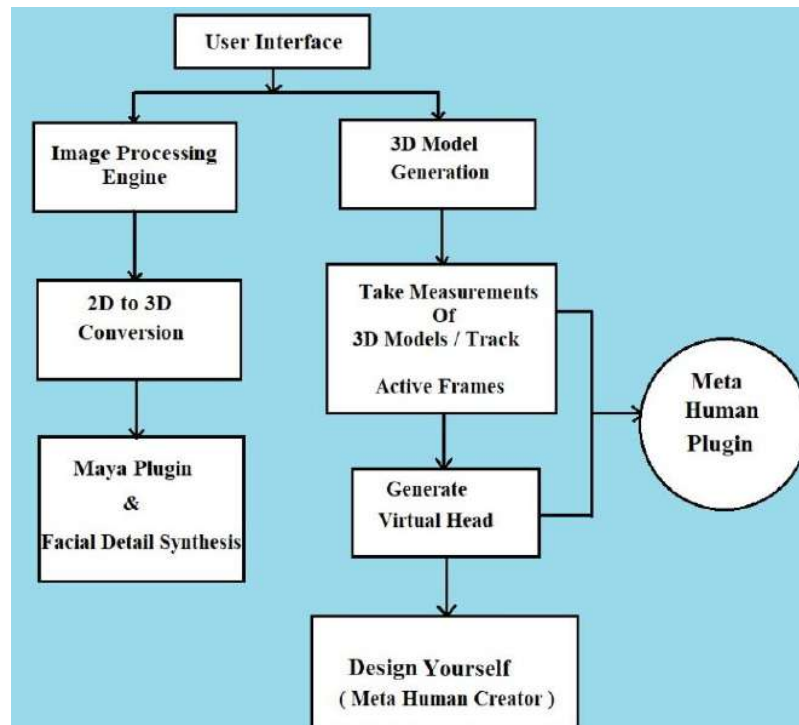 User Interface
Image Processing
Engine
3D Model
Generation
2D to 3D
Conversion
Take Measurements
Of
3D Models / Track
Active Frames
Meta
Human
Plugin
Maya Plugin
&
Facial Detail Synthesis
Generate
Virtual Head
Design Yourself
( Meta Human Creator )